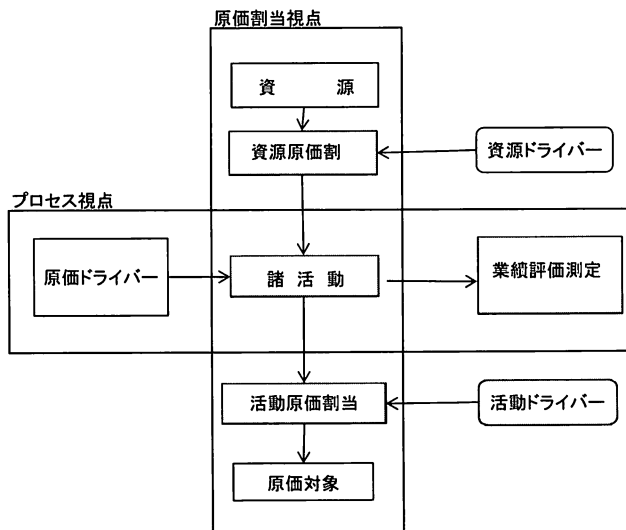 原価割当視点
資　　源
資源原価割
資源ドライバー
プロセス視点
原価ドライバー
諸 活 動
業績評価測定
活動原価割当
活動ドライバー
原価対象